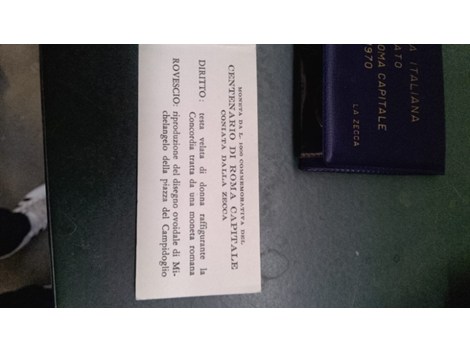 MONETA DA L. 1000 COMMEMORATIVA DEL
CENTENARIO DI ROMA CAPITALE
CONIATA DALLA ZECCA
DIRITTO: testa velata di donna raffigurante la
Concordia tratta da una moneta romana
ROVESCIO: riproduzione del disegno ovoidale di Mi-
chelangelo della piazza del Campidoglio
A ITALIANA
ATO
OMA CAPITALE
1970
LA ZECCA